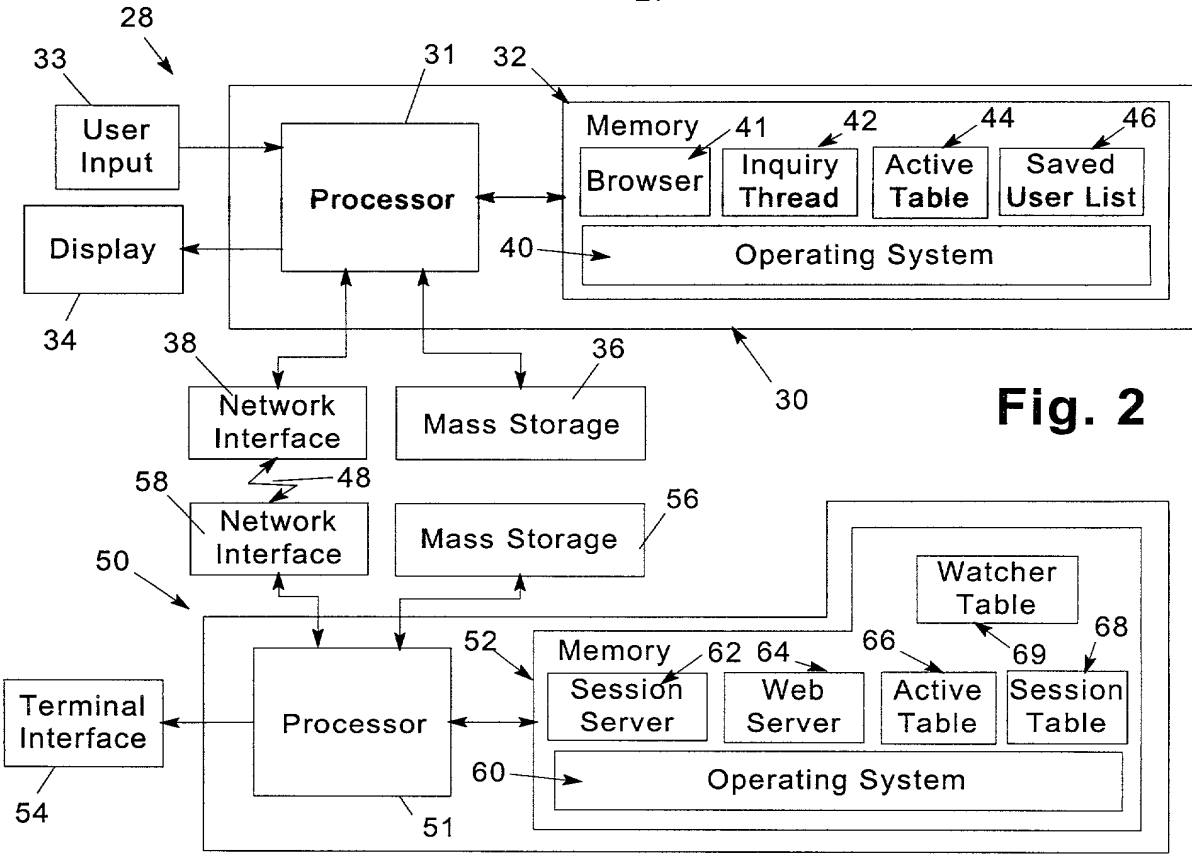 28
33
31
32
User
Input
Processor
Memory
41
42
44
46
Browser
Inquiry
Thread
Active
Table
Saved
User List
Display
40
Operating System
34
38
36
30
Network
Interface
Mass Storage
Fig. 2
48
58
56
Network
Interface
Mass Storage
50
Watcher
Table
52
Memory
62
64
66
69
68
Session
Server
Web
Server
Active
Table
Session
Table
Terminal
Interface
Processor
60
Operating System
54
51